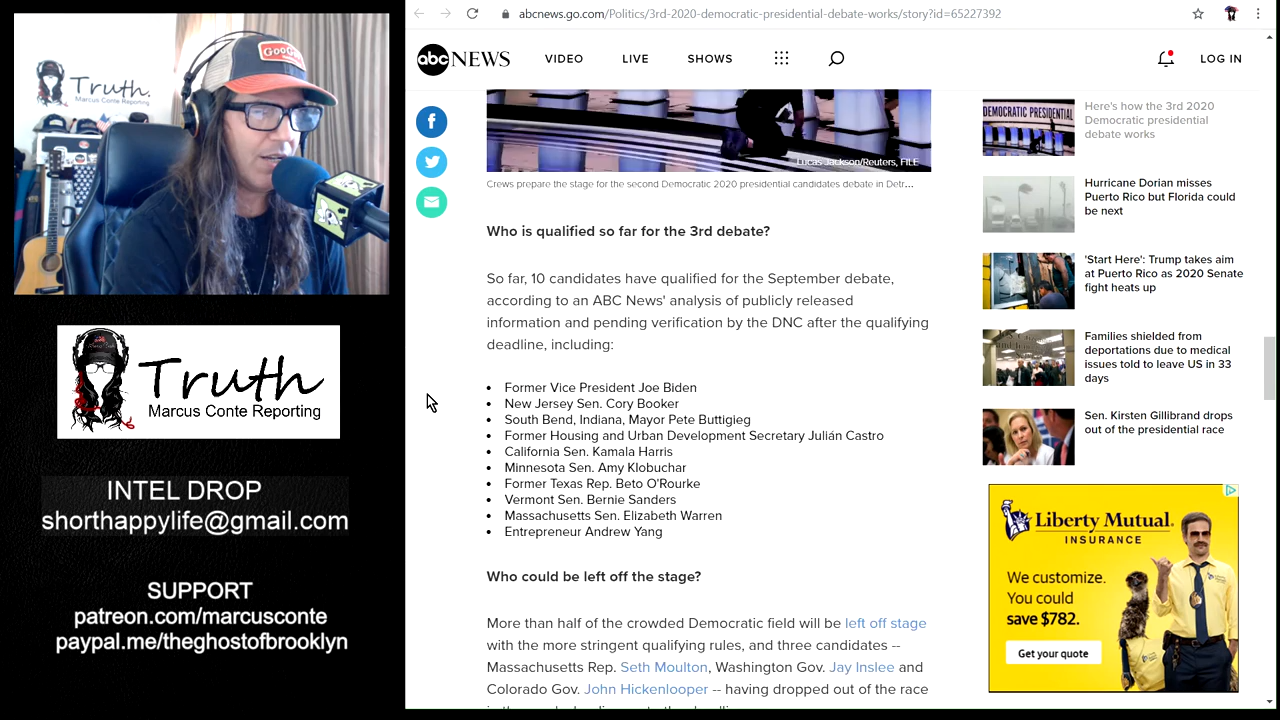 abcnews.go.com/Politics/3rd-2020-democratic-presidential-debate-works/story?id=65227392
abc NEWS
VIDEO
LIVE
SHOWS
LOG IN
Truth.
Marcus Conte Reporting
Lucas Jackson/Reuters, FILE
Crews prepare the stage for the second Democratic 2020 presidential candidates debate in Detr...
Who is qualified so far for the 3rd debate?
So far, 10 candidates have qualified for the September debate,
according to an ABC News' analysis of publicly released
information and pending verification by the DNC after the qualifying
deadline, including:
• Former Vice President Joe Biden
• New Jersey Sen. Cory Booker
• South Bend, Indiana, Mayor Pete Buttigieg
• Former Housing and Urban Development Secretary Julián Castro
• California Sen. Kamala Harris
• Minnesota Sen. Amy Klobuchar
• Former Texas Rep. Beto O'Rourke
• Vermont Sen. Bernie Sanders
• Massachusetts Sen. Elizabeth Warren
• Entrepreneur Andrew Yang
Who could be left off the stage?
More than half of the crowded Democratic field will be left off stage
with the more stringent qualifying rules, and three candidates --
Massachusetts Rep. Seth Moulton, Washington Gov. Jay Inslee and
Colorado Gov. John Hickenlooper -- having dropped out of the race
DEMOCRATIC PRESIDENTIAL
Here's how the 3rd 2020
Democratic presidential
debate works
Hurricane Dorian misses
Puerto Rico but Florida could
be next
'Start Here': Trump takes aim
at Puerto Rico as 2020 Senate
fight heats up
Families shielded from
deportations due to medical
issues told to leave US in 33
days
Sen. Kirsten Gillibrand drops
out of the presidential race
Liberty Mutual.
INSURANCE
We customize.
You could
save $782.
Get your quote
Truth
Marcus Conte Reporting
INTEL DROP
shorthappylife@gmail.com
SUPPORT
patreon.com/marcusconte
paypal.me/theghostofbrooklyn